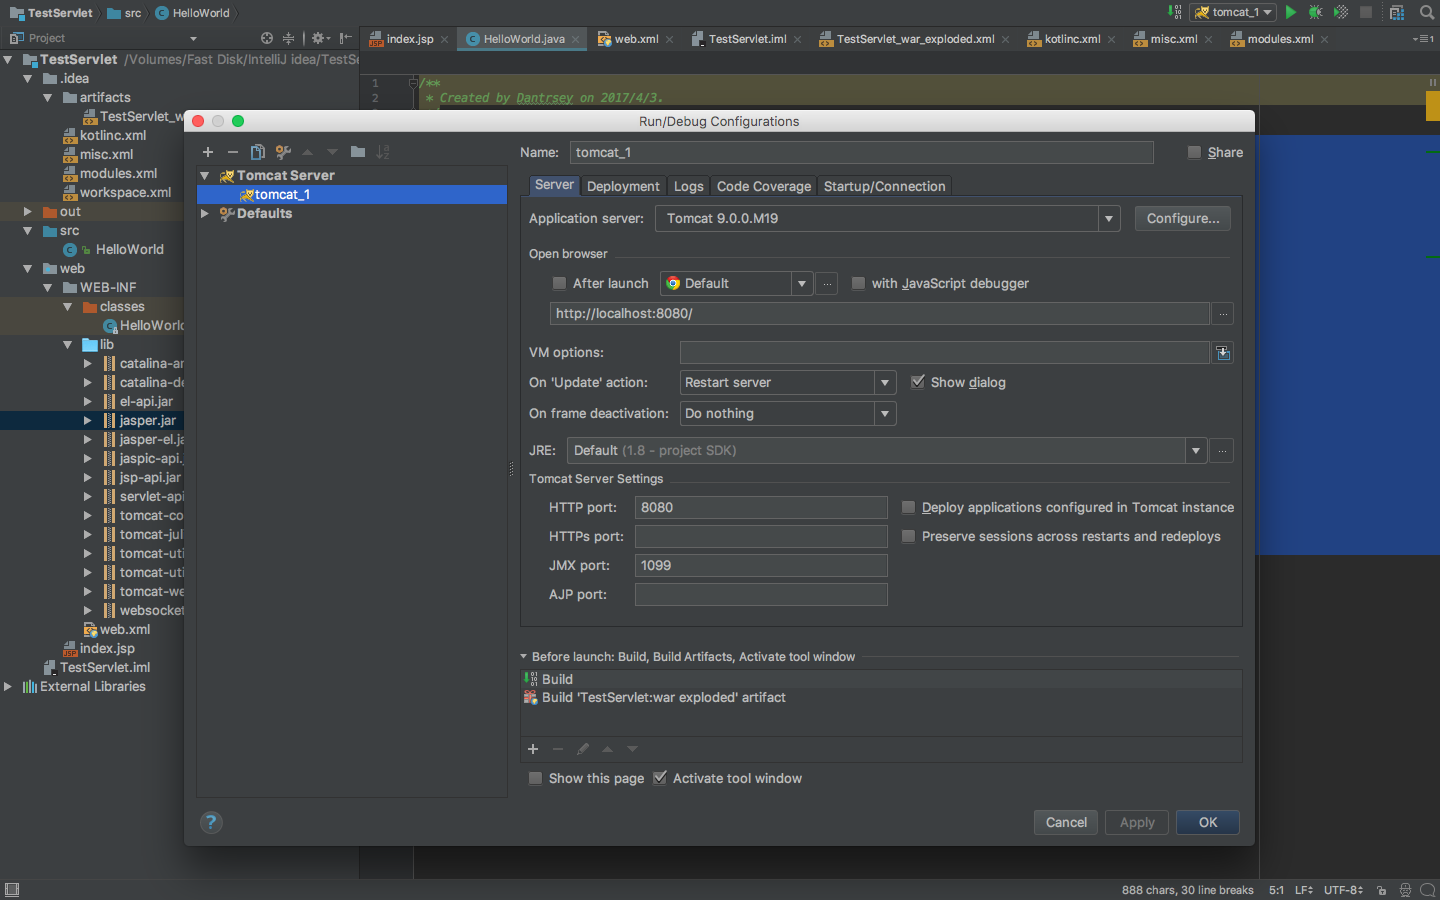 TestServlet src HelloWorld tomcat_1
Project
index.jsp HelloWorld.java web.xml TestServlet.iml TestServlet_war_exploded.xml kotlinc.xml misc.xml modules.xml
TestServlet /Volumes/Fast Disk/IntelliJ idea/TestS
.idea
artifacts
TestServlet_w
kotlinc.xml
misc.xml
modules.xml
workspace.xml
out
src
HelloWorld
web
WEB-INF
classes
HelloWorld
lib
catalina-an
catalina-de
el-api.jar
jasper.jar
jasper-el.ja
jaspic-api.
jsp-api.jar
servlet-api
tomcat-co
tomcat-jul
tomcat-uti
tomcat-uti
tomcat-we
websocket
web.xml
index.jsp
TestServlet.iml
External Libraries
1 /**
2 * Created by Dantrsey on 2017/4/3.
Run/Debug Configurations
Tomcat Server
tomcat_1
Defaults
Name: tomcat_1 Share
Server Deployment Logs Code Coverage Startup/Connection
Application server: Tomcat 9.0.0.M19 Configure...
Open browser
After launch Default ... with JavaScript debugger
http://localhost:8080/ ...
VM options:
On 'Update' action: Restart server Show dialog
On frame deactivation: Do nothing
JRE: Default (1.8 - project SDK) ...
Tomcat Server Settings
HTTP port: 8080 Deploy applications configured in Tomcat instance
HTTPs port: Preserve sessions across restarts and redeploys
JMX port: 1099
AJP port:
Before launch: Build, Build Artifacts, Activate tool window
Build
Build 'TestServlet:war exploded' artifact
Show this page Activate tool window
? Cancel Apply OK
888 chars, 30 line breaks 5:1 LF UTF-8